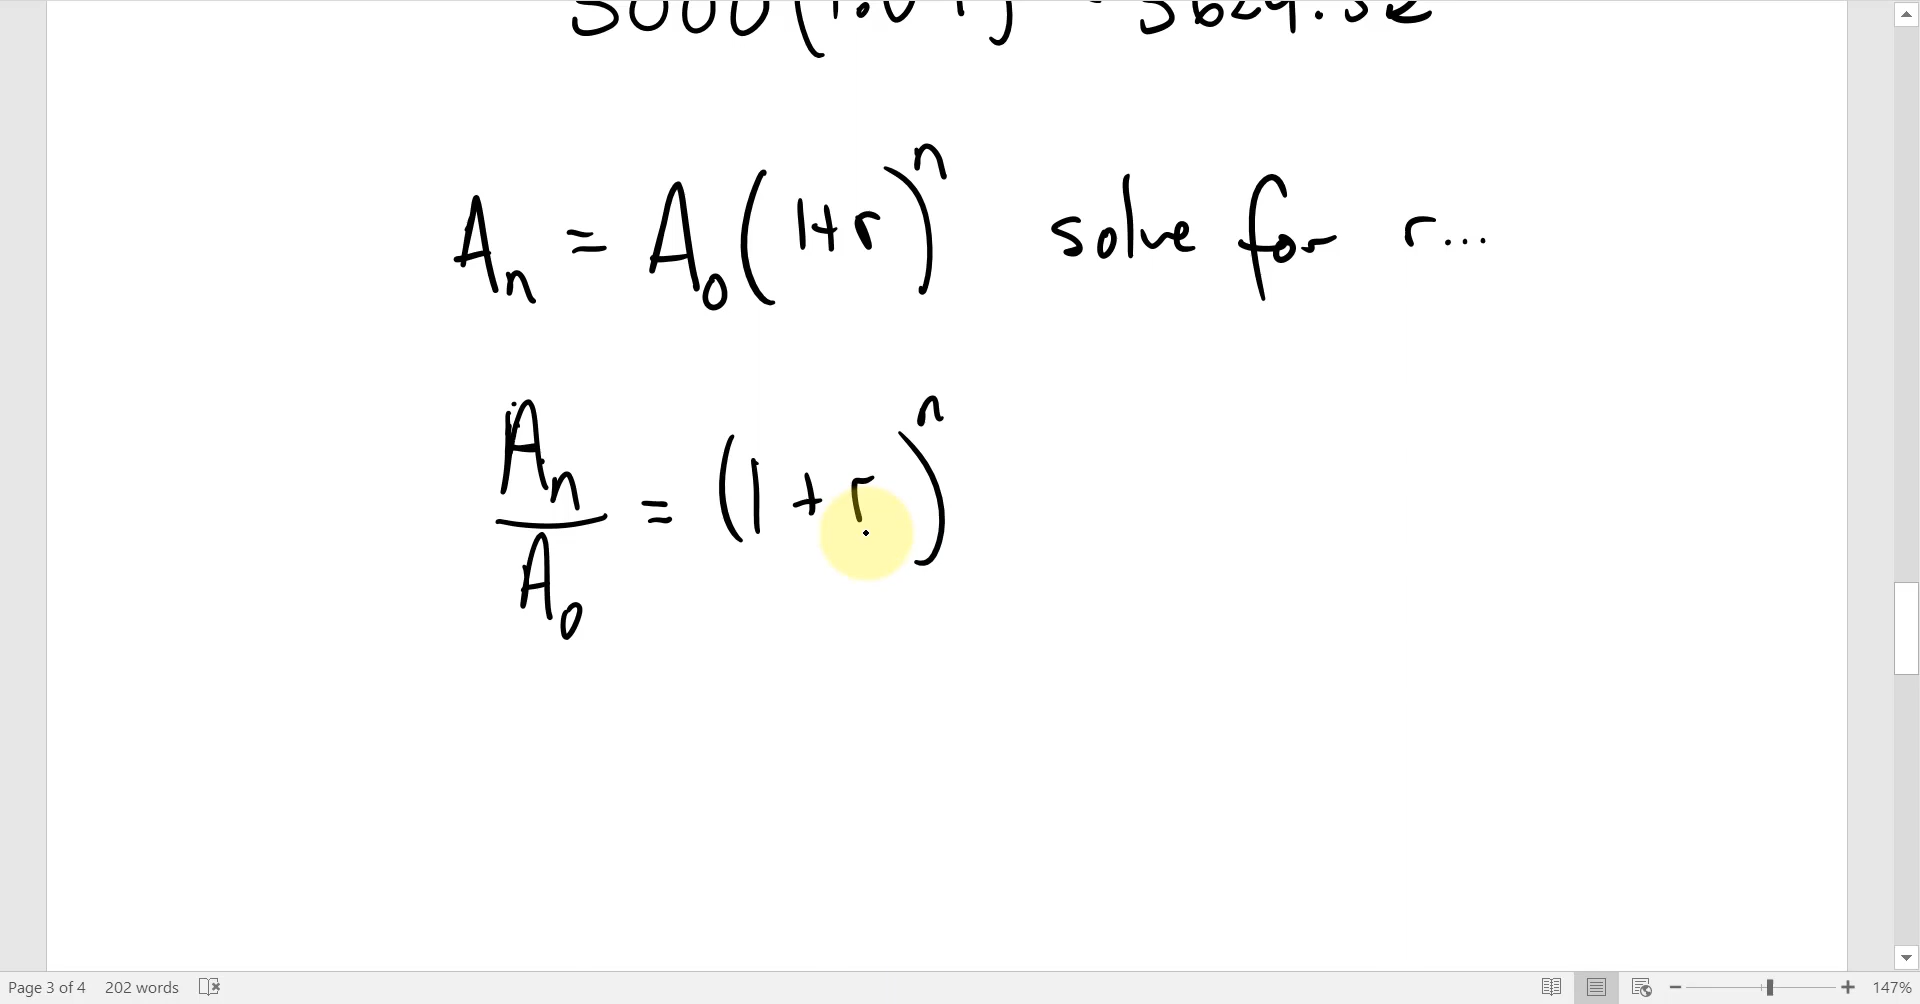 Aₙ = A₀(1+r)ⁿ solve for r...
Aₙ/A₀ = (1 + r)ⁿ
Page 3 of 4 202 words 147%